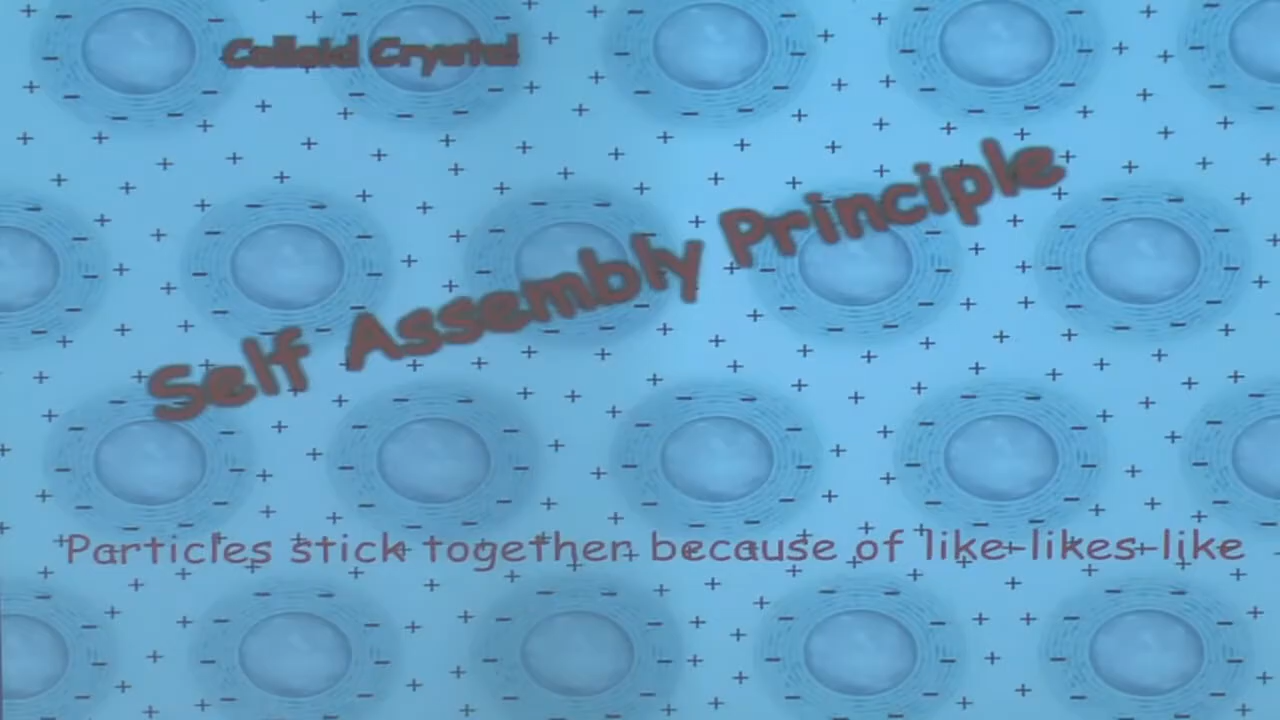 Colloid Crystal
Self Assembly Principle
Particles stick together because of like-likes-like